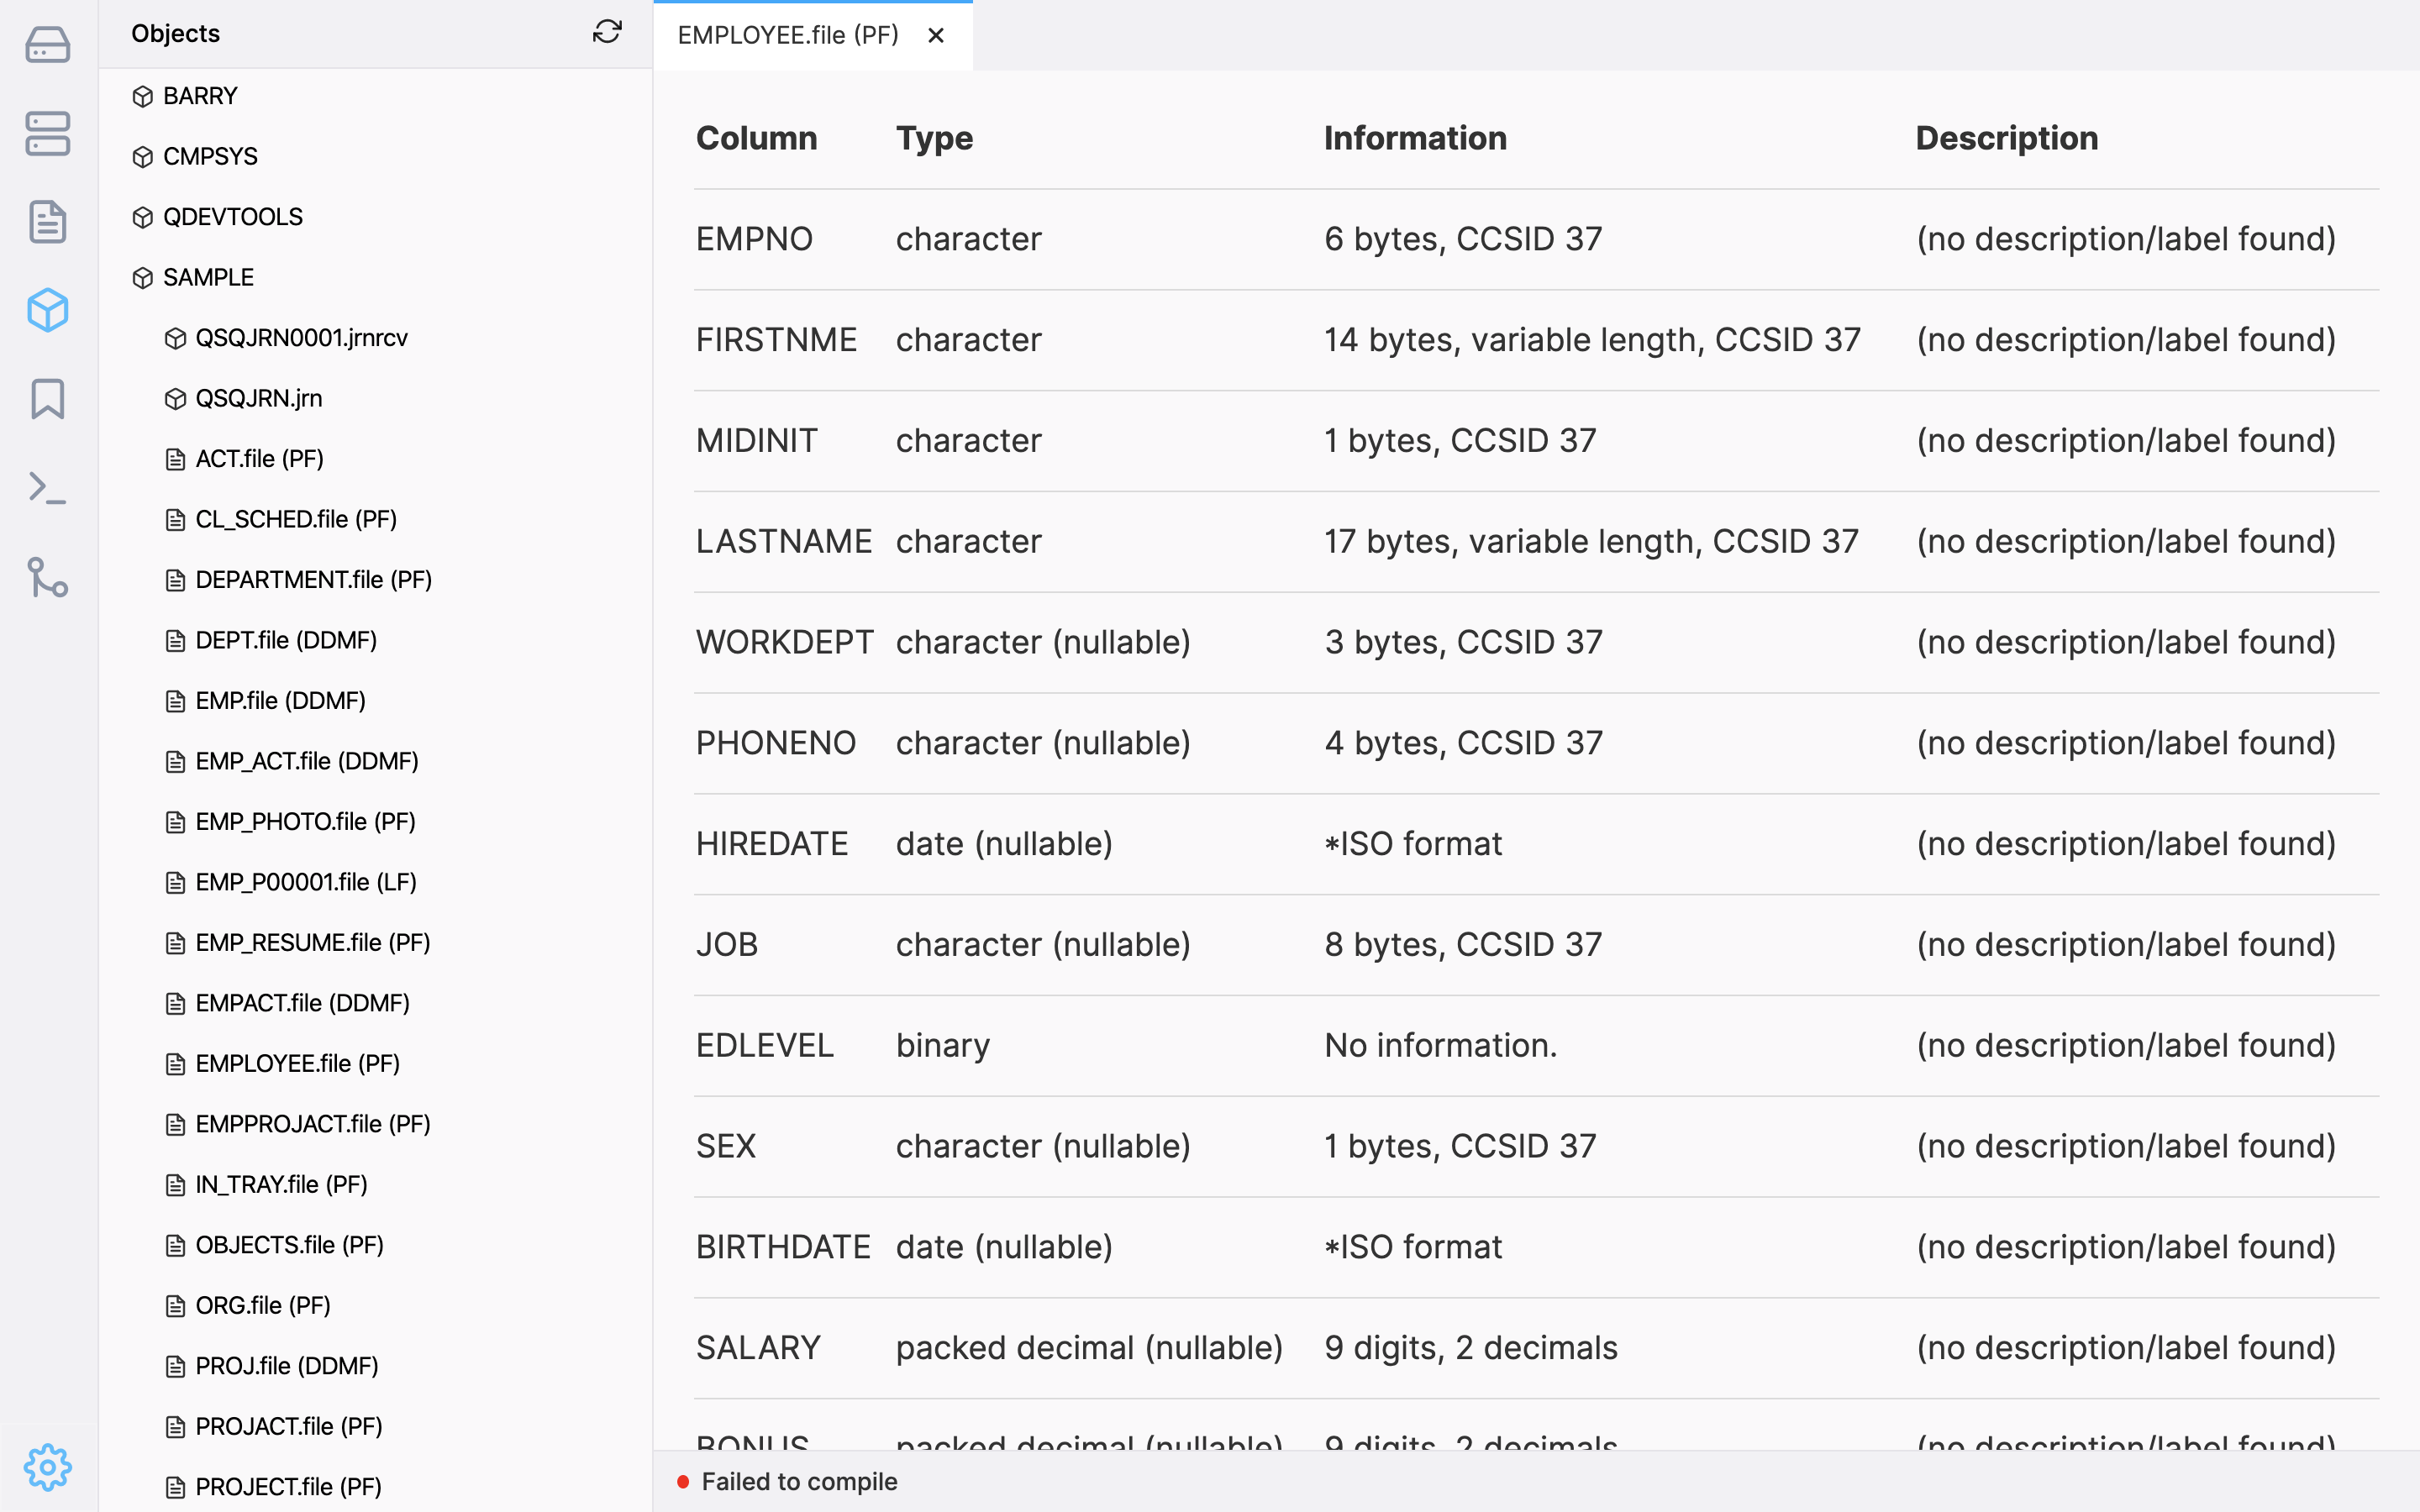 Objects
BARRY
CMPSYS
QDEVTOOLS
SAMPLE
QSQJRN0001.jrnrcv
QSQJRN.jrn
ACT.file (PF)
CL_SCHED.file (PF)
DEPARTMENT.file (PF)
DEPT.file (DDMF)
EMP.file (DDMF)
EMP_ACT.file (DDMF)
EMP_PHOTO.file (PF)
EMP_P00001.file (LF)
EMP_RESUME.file (PF)
EMPACT.file (DDMF)
EMPLOYEE.file (PF)
EMPPROJACT.file (PF)
IN_TRAY.file (PF)
OBJECTS.file (PF)
ORG.file (PF)
PROJ.file (DDMF)
PROJACT.file (PF)
PROJECT.file (PF)
EMPLOYEE.file (PF)
Column Type Information Description
EMPNO character 6 bytes, CCSID 37 (no description/label found)
FIRSTNME character 14 bytes, variable length, CCSID 37 (no description/label found)
MIDINIT character 1 bytes, CCSID 37 (no description/label found)
LASTNAME character 17 bytes, variable length, CCSID 37 (no description/label found)
WORKDEPT character (nullable) 3 bytes, CCSID 37 (no description/label found)
PHONENO character (nullable) 4 bytes, CCSID 37 (no description/label found)
HIREDATE date (nullable) *ISO format (no description/label found)
JOB character (nullable) 8 bytes, CCSID 37 (no description/label found)
EDLEVEL binary No information. (no description/label found)
SEX character (nullable) 1 bytes, CCSID 37 (no description/label found)
BIRTHDATE date (nullable) *ISO format (no description/label found)
SALARY packed decimal (nullable) 9 digits, 2 decimals (no description/label found)
BONUS packed decimal (nullable) 9 digits, 2 decimals (no description/label found)
Failed to compile